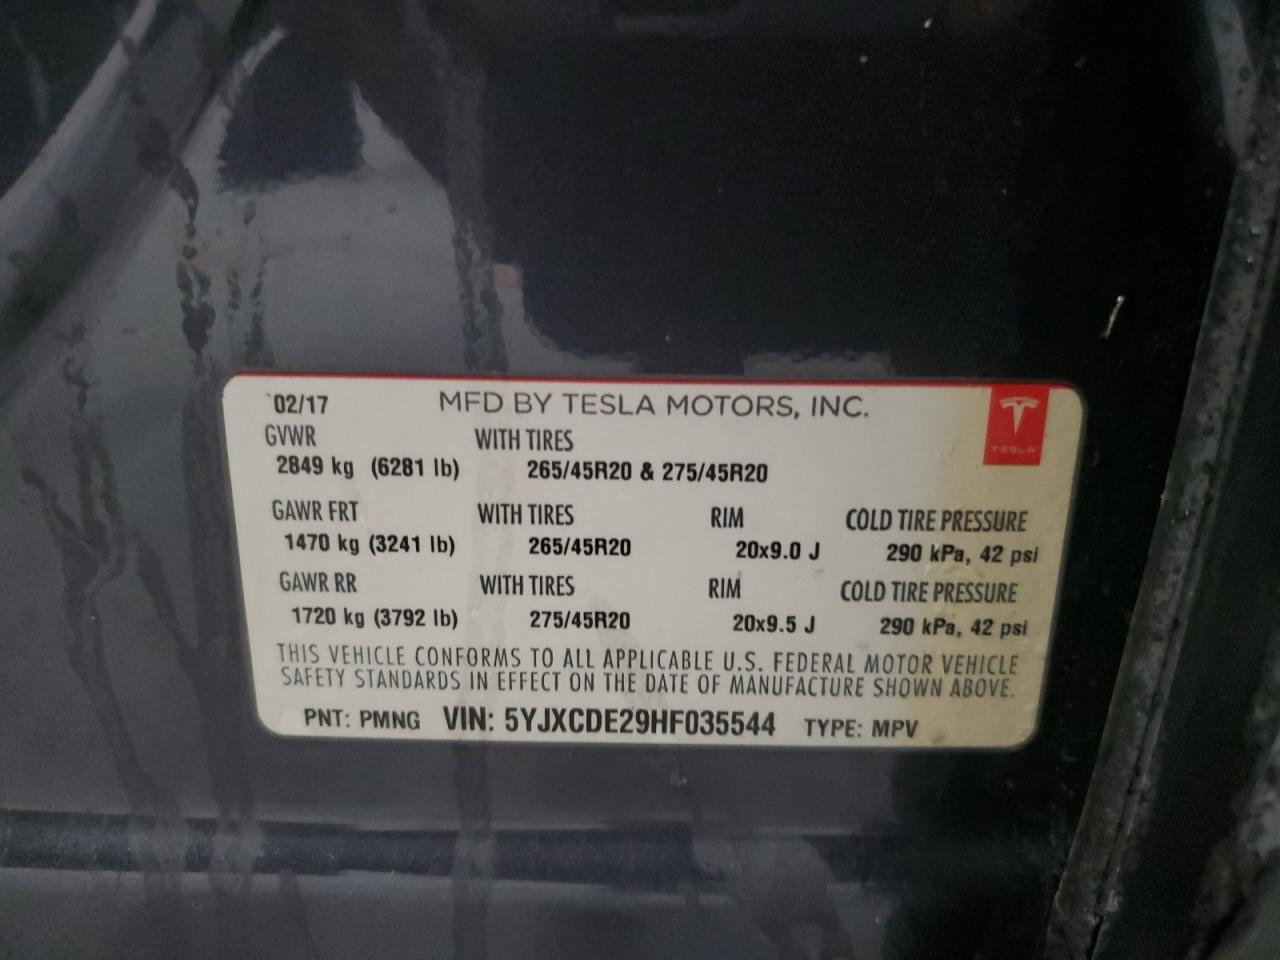 02/17 MFD BY TESLA MOTORS, INC.
TESLA
GVWR WITH TIRES
2849 kg (6281 lb) 265/45R20 & 275/45R20
GAWR FRT WITH TIRES RIM COLD TIRE PRESSURE
1470 kg (3241 lb) 265/45R20 20x9.0 J 290 kPa, 42 psi
GAWR RR WITH TIRES RIM COLD TIRE PRESSURE
1720 kg (3792 lb) 275/45R20 20x9.5 J 290 kPa, 42 psi
THIS VEHICLE CONFORMS TO ALL APPLICABLE U.S. FEDERAL MOTOR VEHICLE
SAFETY STANDARDS IN EFFECT ON THE DATE OF MANUFACTURE SHOWN ABOVE.
PNT: PMNG VIN: 5YJXCDE29HF035544 TYPE: MPV